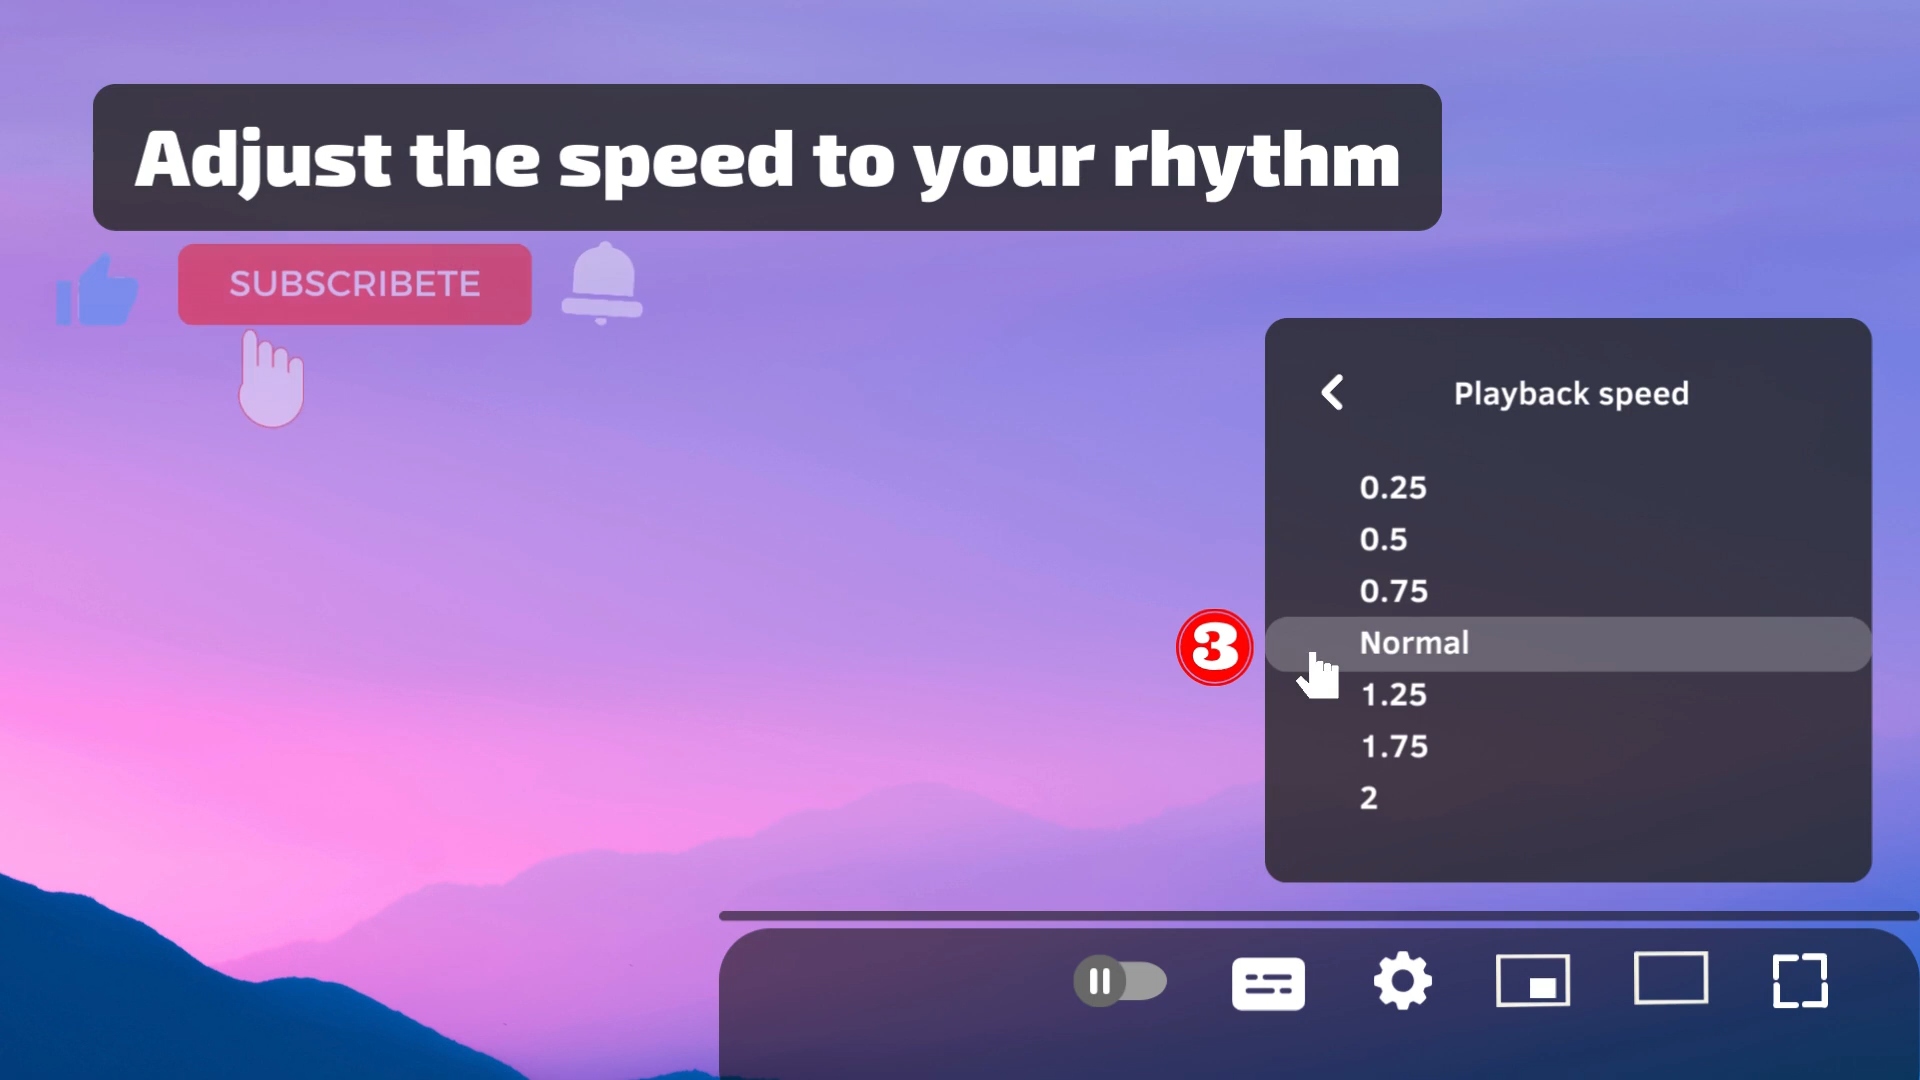 Adjust the speed to your rhythm
SUBSCRIBETE
Playback speed
0.25
0.5
0.75
3
Normal
1.25
1.75
2